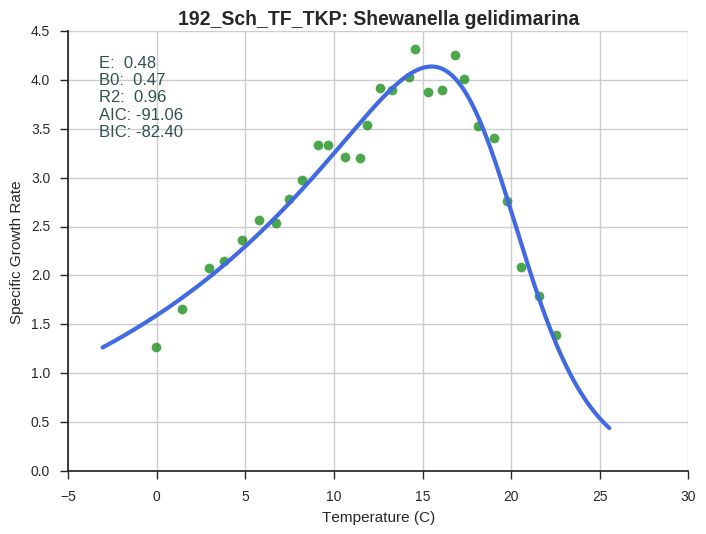 192_Sch_TF_TKP: Shewanella gelidimarina
E:  0.48
B0:  0.47
R2:  0.96
AIC: -91.06
BIC: -82.40
4.5
4.0
3.5
3.0
2.5
2.0
1.5
1.0
0.5
0.0
Specific Growth Rate
−5 0 5 10 15 20 25 30
Temperature (C)